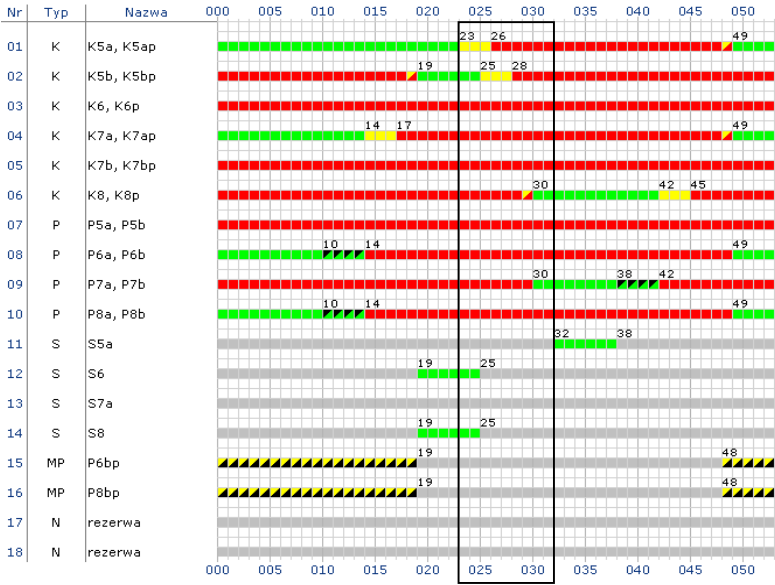 Nr Typ Nazwa 000 005 010 015 020 025 030 035 040 045 050
01 K K5a, K5ap 23 26 49
02 K K5b, K5bp 19 25 28
03 K K6, K6p
04 K K7a, K7ap 14 17 49
05 K K7b, K7bp
06 K K8, K8p 30 42 45
07 P P5a, P5b
08 P P6a, P6b 10 14 49
09 P P7a, P7b 30 38 42
10 P P8a, P8b 10 14 49
11 S S5a 32 38
12 S S6 19 25
13 S S7a
14 S S8 19 25
15 MP P6bp 19 48
16 MP P8bp 19 48
17 N rezerwa
18 N rezerwa
000 005 010 015 020 025 030 035 040 045 050